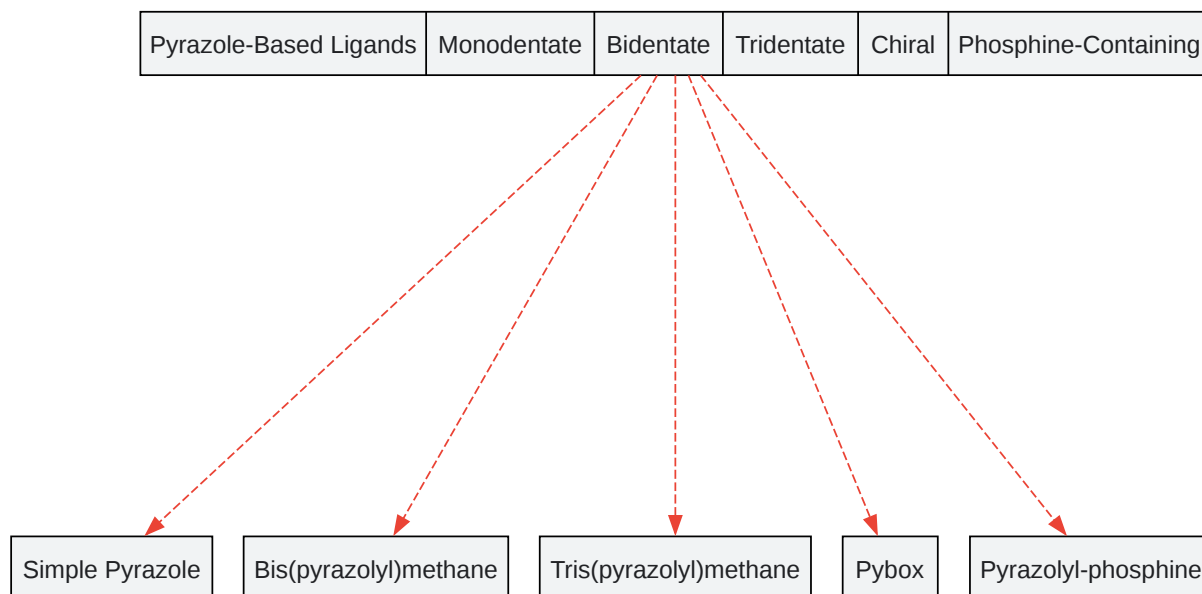 Pyrazole-Based Ligands Monodentate Bidentate Tridentate Chiral Phosphine-Containing
Simple Pyrazole Bis(pyrazolyl)methane Tris(pyrazolyl)methane Pybox Pyrazolyl-phosphine